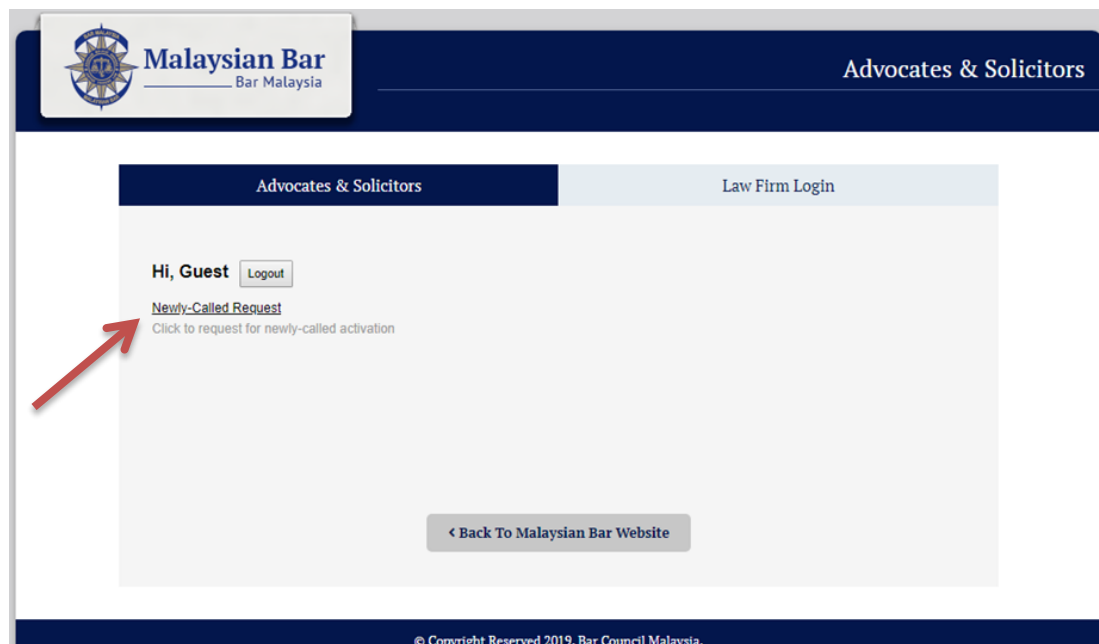 Malaysian Bar
Bar Malaysia
Advocates & Solicitors
Advocates & Solicitors
Law Firm Login
Hi, Guest
Logout
Newly-Called Request
Click to request for newly-called activation
Back To Malaysian Bar Website
© Copyright Reserved 2019. Bar Council Malaysia.